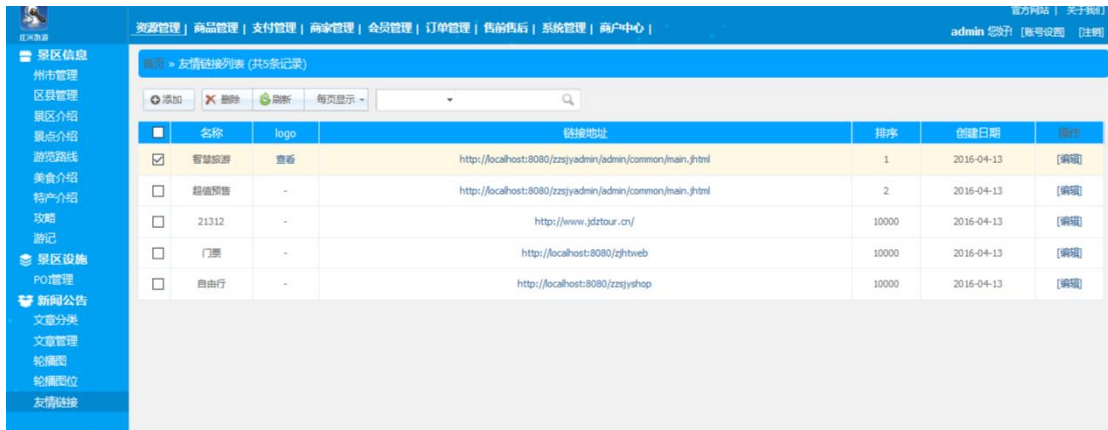 官方网站 | 关于我们
资源管理 | 商品管理 | 支付管理 | 商家管理 | 会员管理 | 订单管理 | 售前售后 | 系统管理 | 商户中心 |
admin 您好! [账号设置] [注销]
景区信息
州市管理
区县管理
景区介绍
景点介绍
游览路线
美食介绍
特产介绍
攻略
游记
景区设施
POI管理
新闻公告
文章分类
文章管理
轮播图
轮播图位
友情链接
首页 » 友情链接列表 (共5条记录)
添加 删除 刷新 每页显示
名称 logo 链接地址 排序 创建日期 操作
智慧旅游 查看 http://localhost:8080/zzsjyadmin/admin/common/main.jhtml 1 2016-04-13 [编辑]
超值预售 - http://localhost:8080/zzsjyadmin/admin/common/main.jhtml 2 2016-04-13 [编辑]
21312 - http://www.jdztour.cn/ 10000 2016-04-13 [编辑]
门票 - http://localhost:8080/zjhtweb 10000 2016-04-13 [编辑]
自由行 - http://localhost:8080/zzsjyshop 10000 2016-04-13 [编辑]